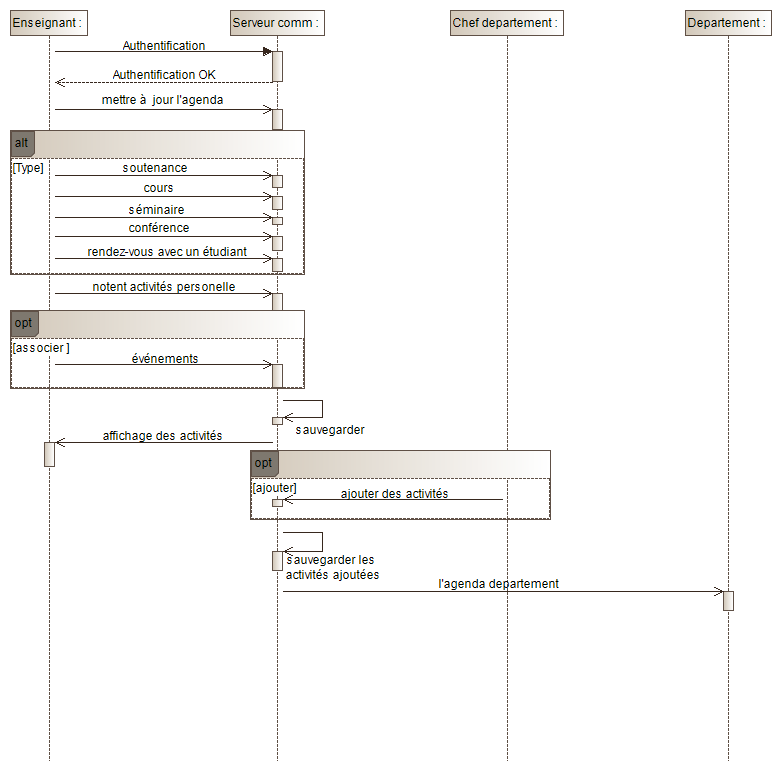 Enseignant :
Serveur comm :
Chef departement :
Departement :
Authentification
Authentification OK
mettre à jour l'agenda
alt
[Type]
soutenance
cours
séminaire
conférence
rendez-vous avec un étudiant
notent activités personelle
opt
[associer ]
événements
sauvegarder
affichage des activités
opt
[ajouter]
ajouter des activités
sauvegarder les
activités ajoutées
l'agenda departement